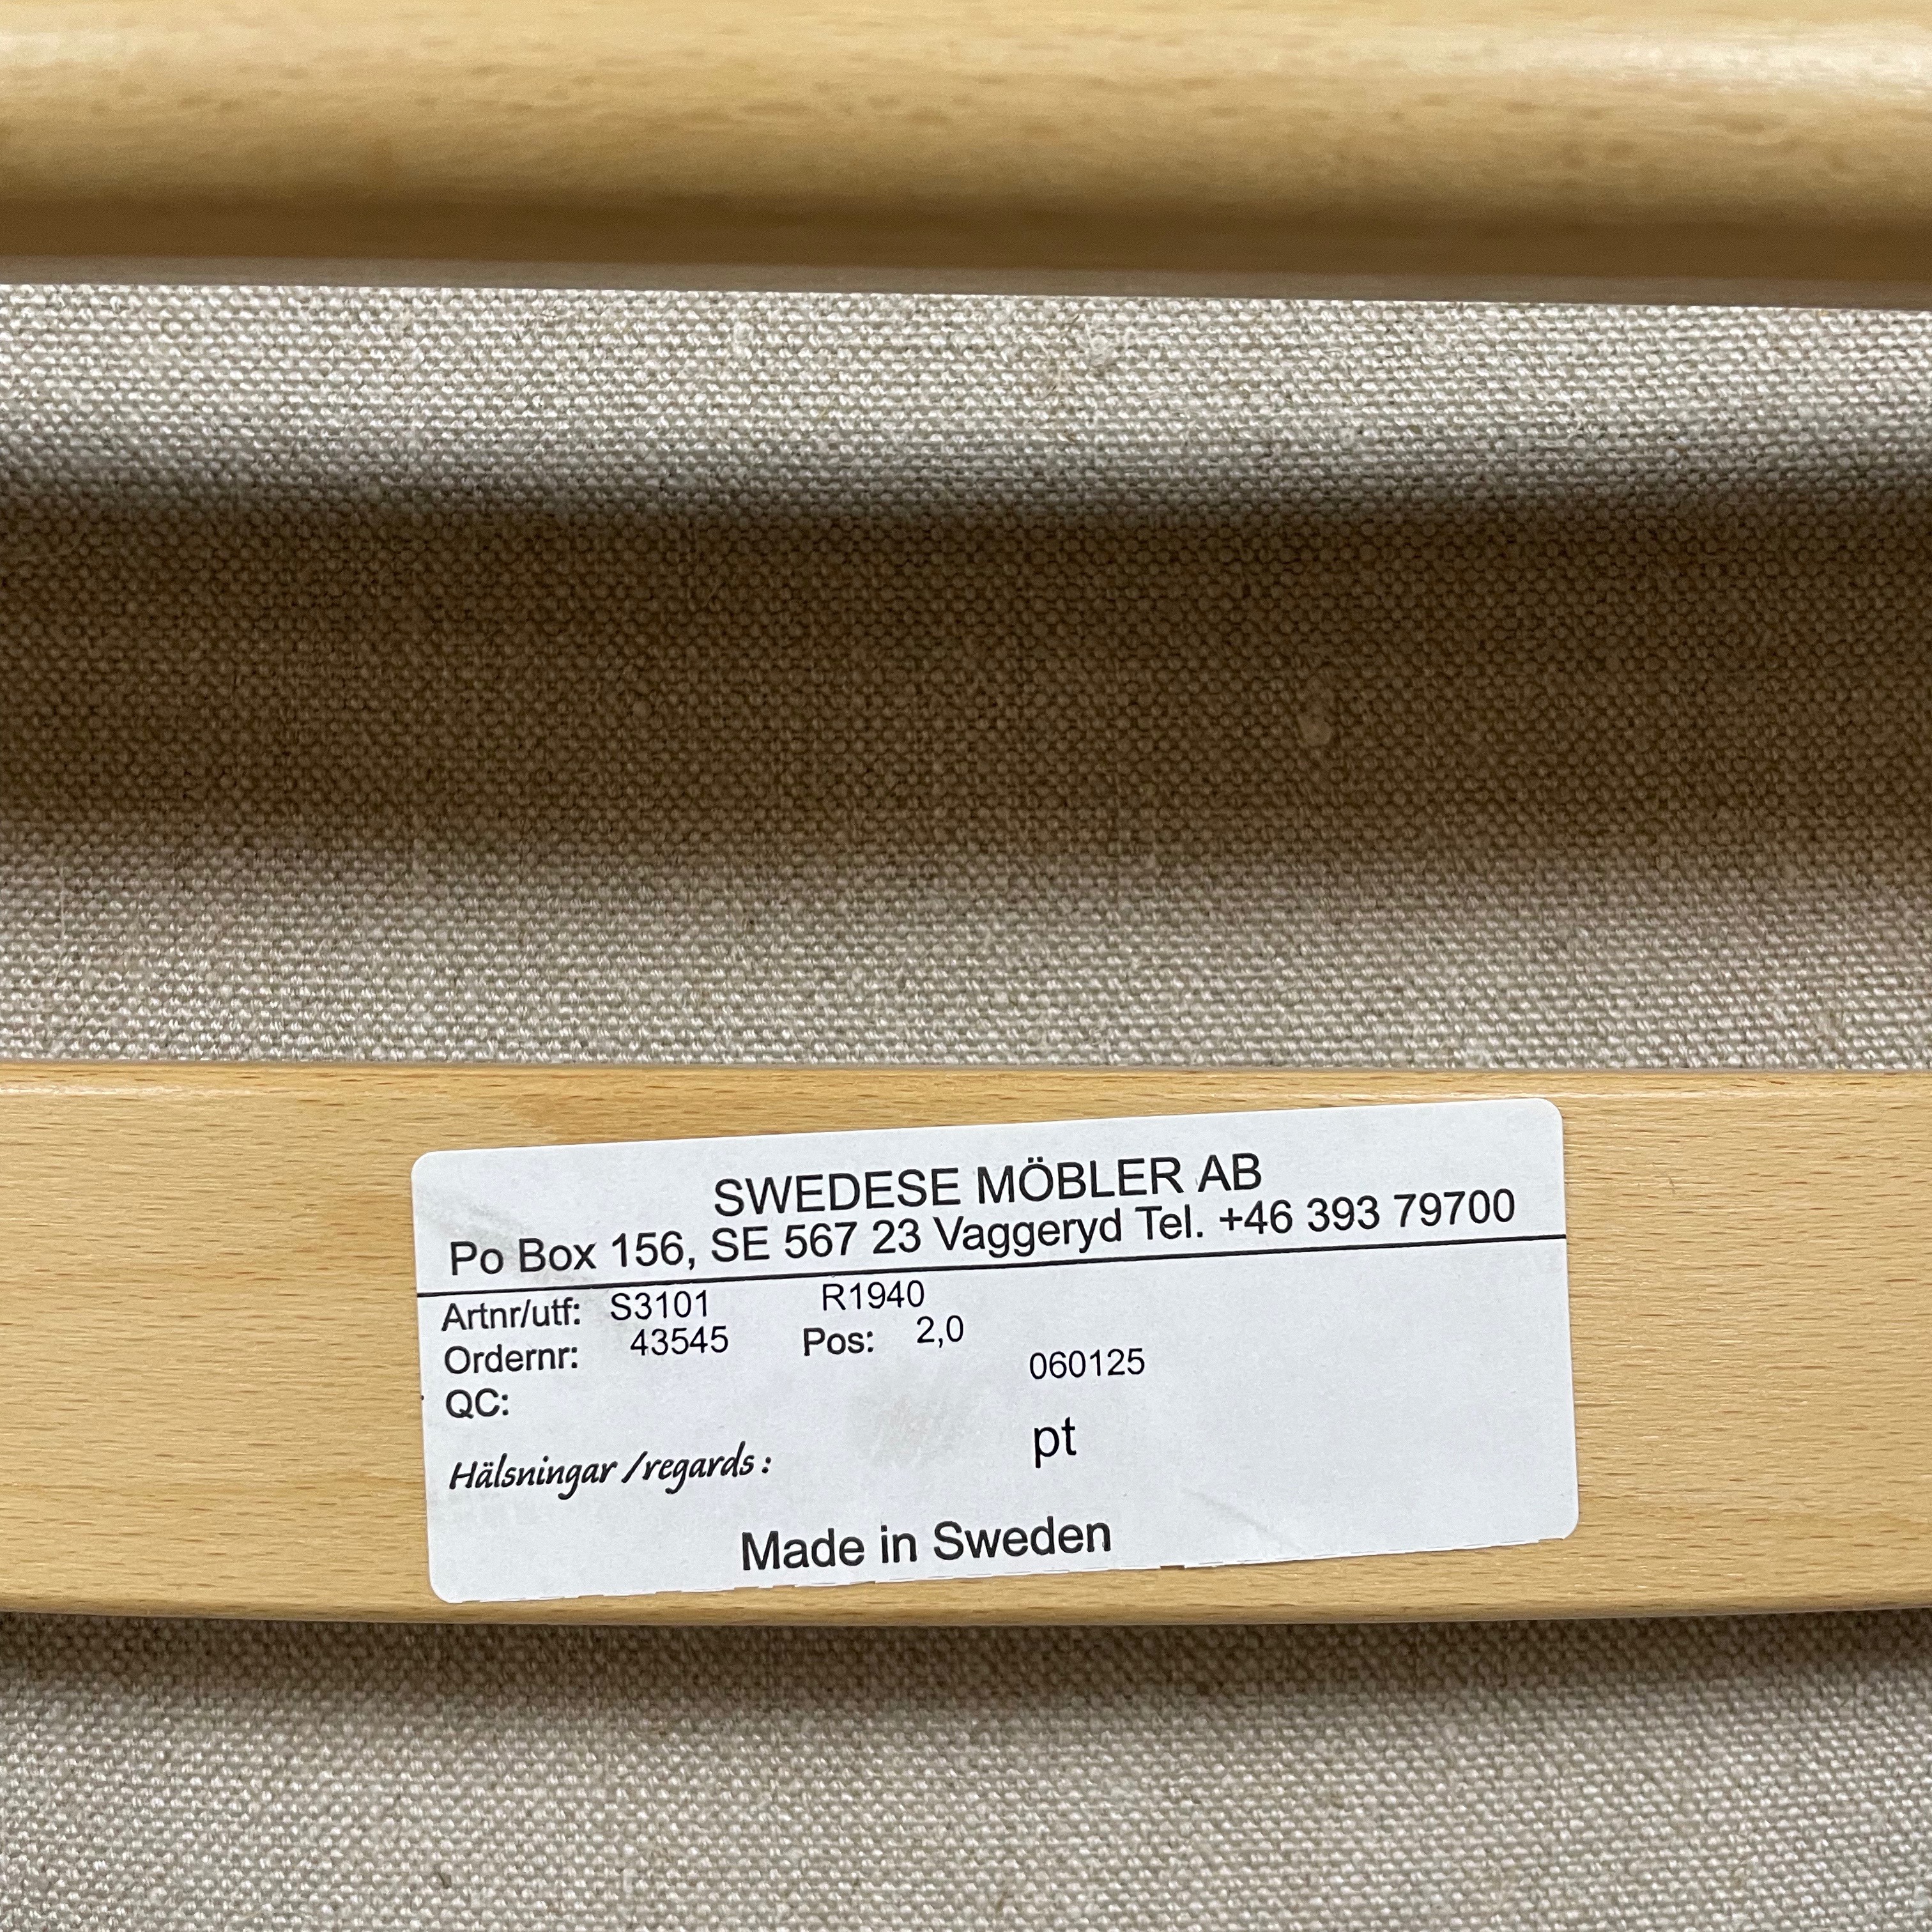 SWEDESE MÖBLER AB
Po Box 156, SE 567 23 Vaggeryd Tel. +46 393 79700
Artnr/utf: S3101 R1940
Ordernr: 43545 Pos: 2,0
060125
QC:
pt
Hälsningar /regards :
Made in Sweden